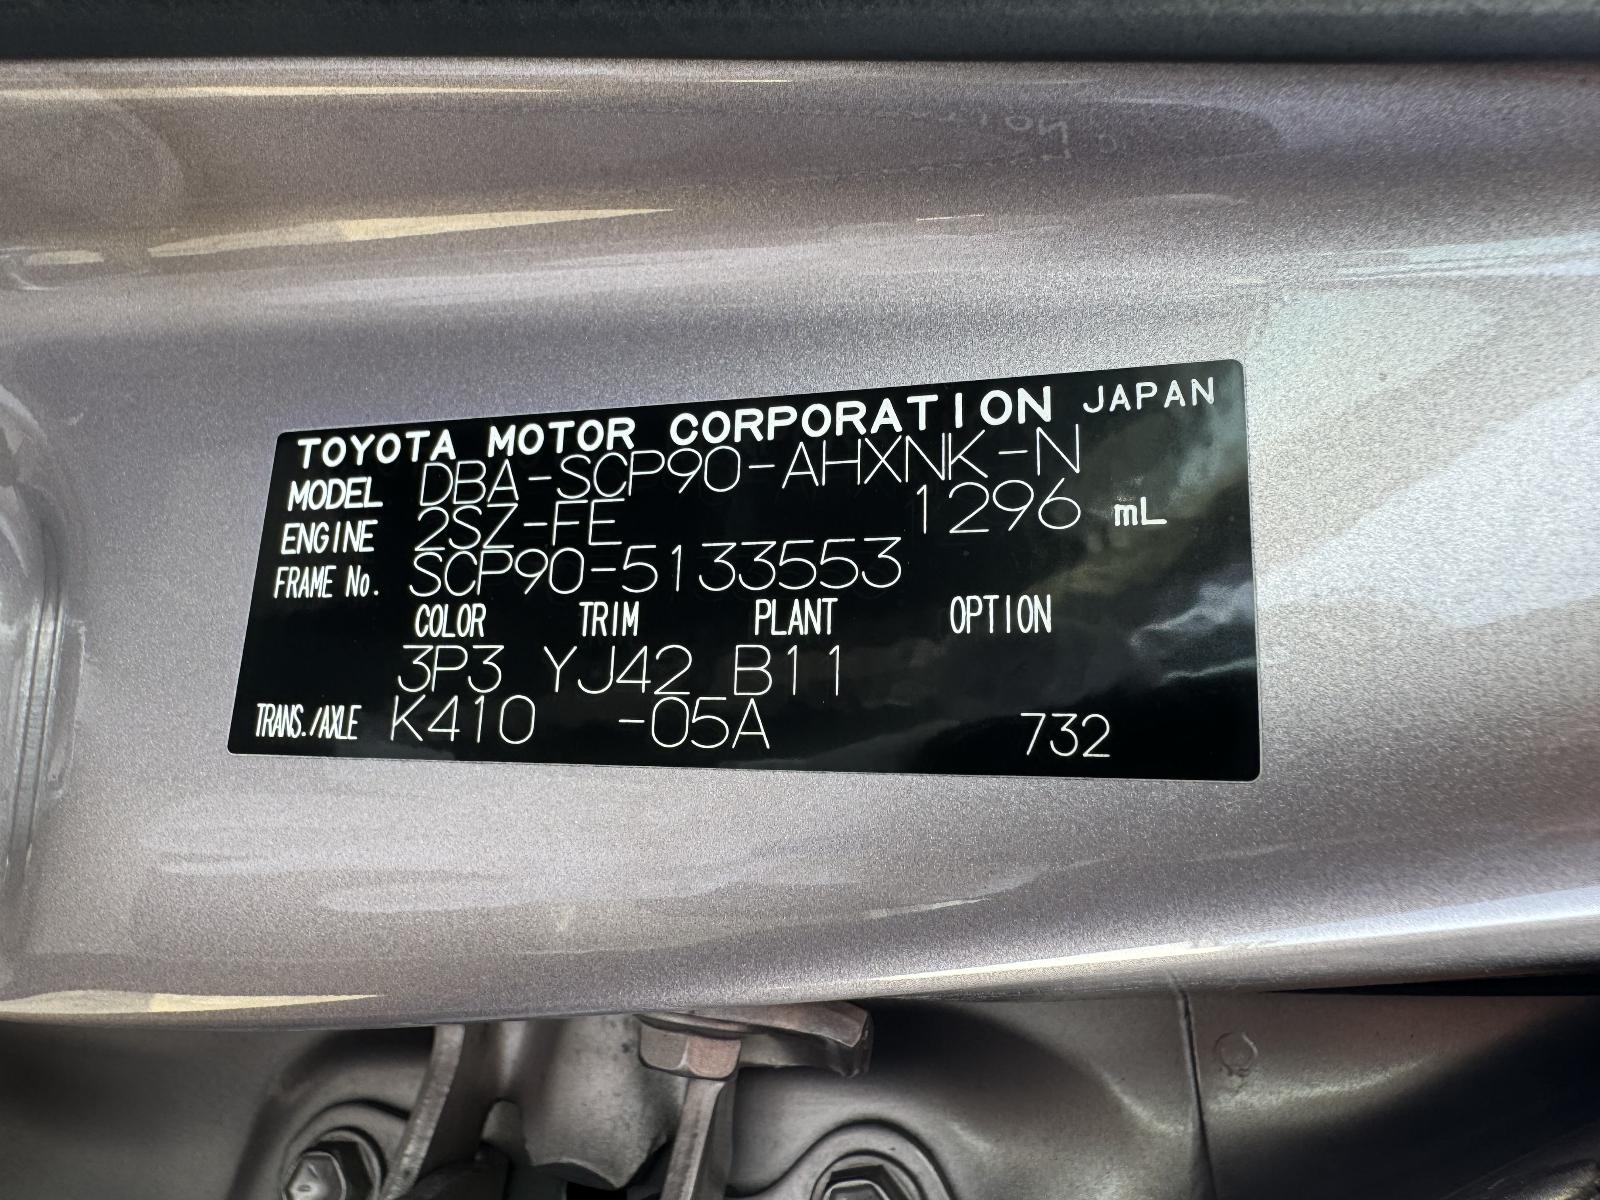 TOYOTA MOTOR CORPORATION JAPAN
MODEL DBA-SCP90-AHXNK-N
ENGINE 2SZ-FE 1296 mL
FRAME No. SCP90-5133553
COLOR TRIM PLANT OPTION
3P3 YJ42 B11
TRANS./AXLE K410 -05A 732